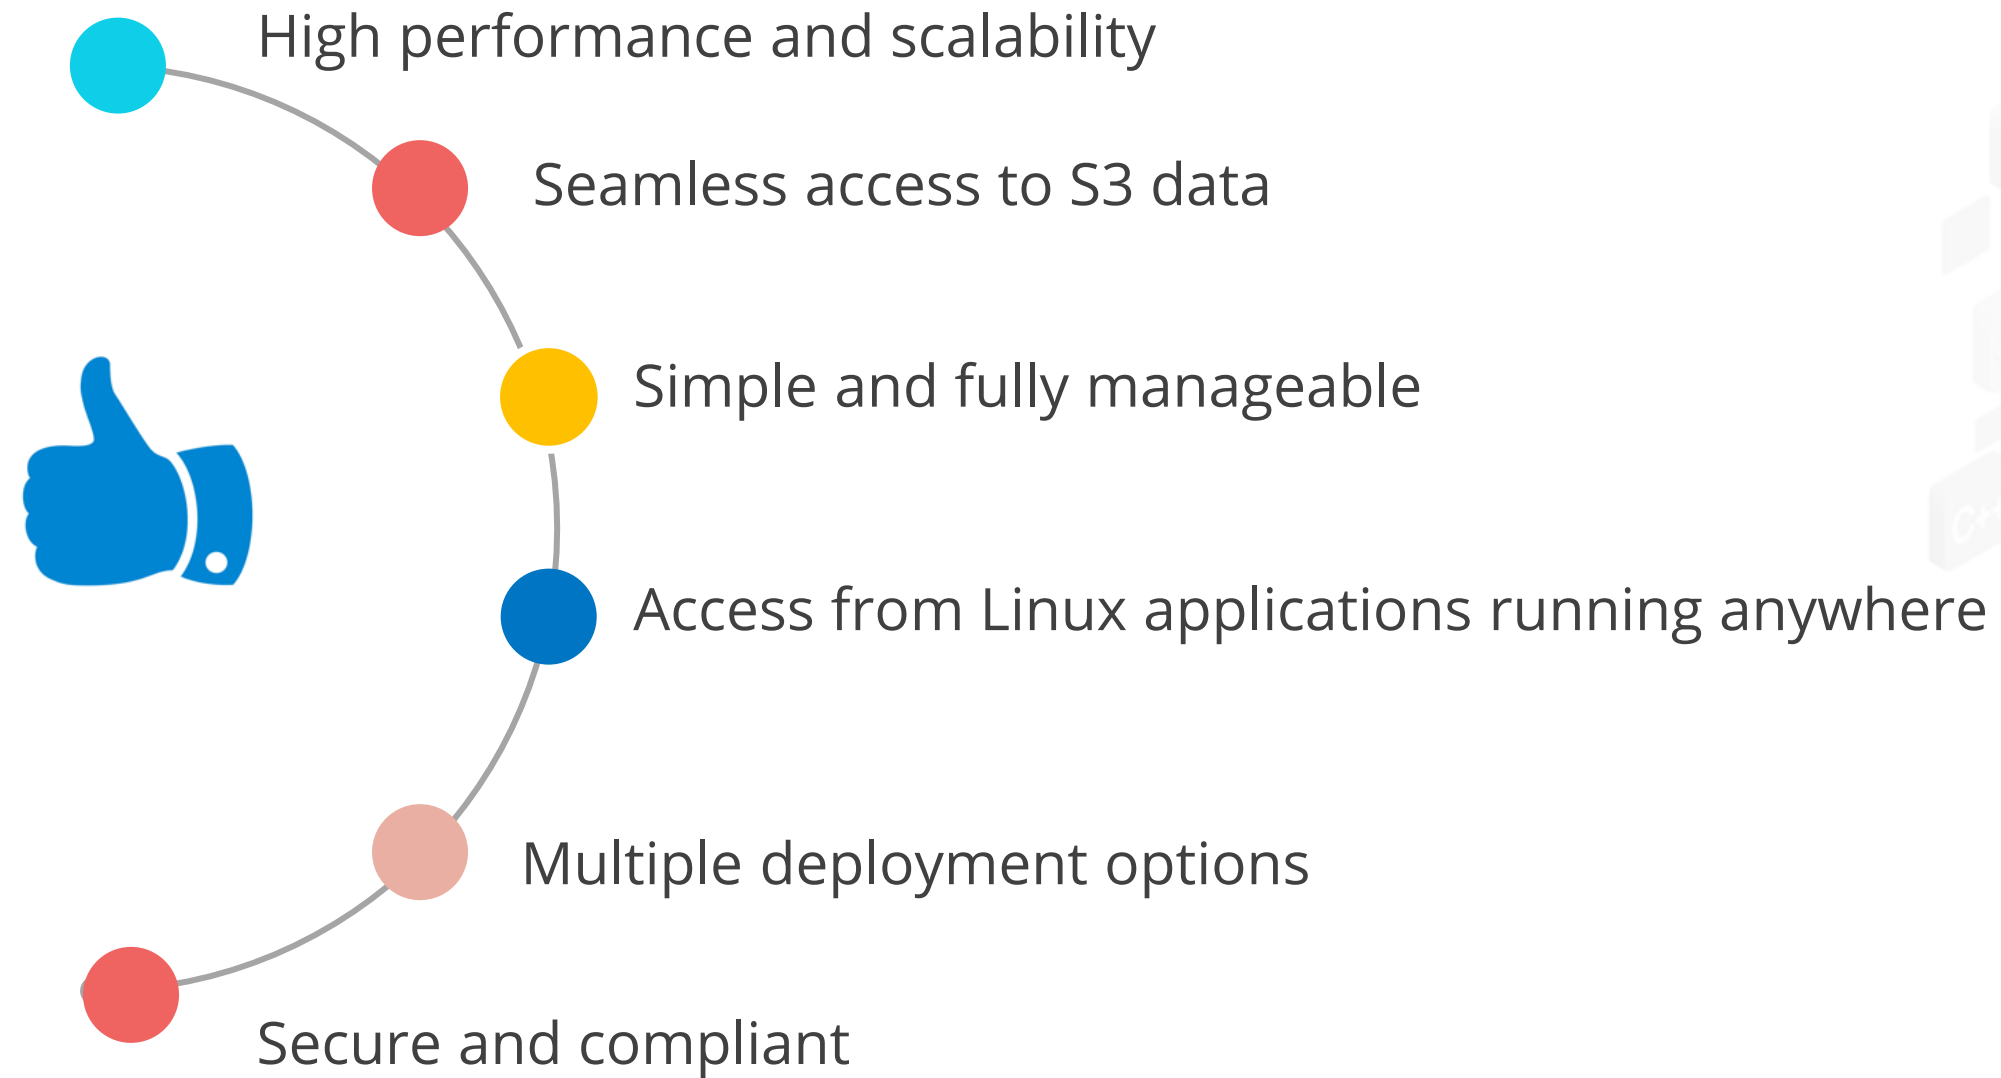 High performance and scalability
Seamless access to S3 data
Simple and fully manageable
Access from Linux applications running anywhere
Multiple deployment options
Secure and compliant